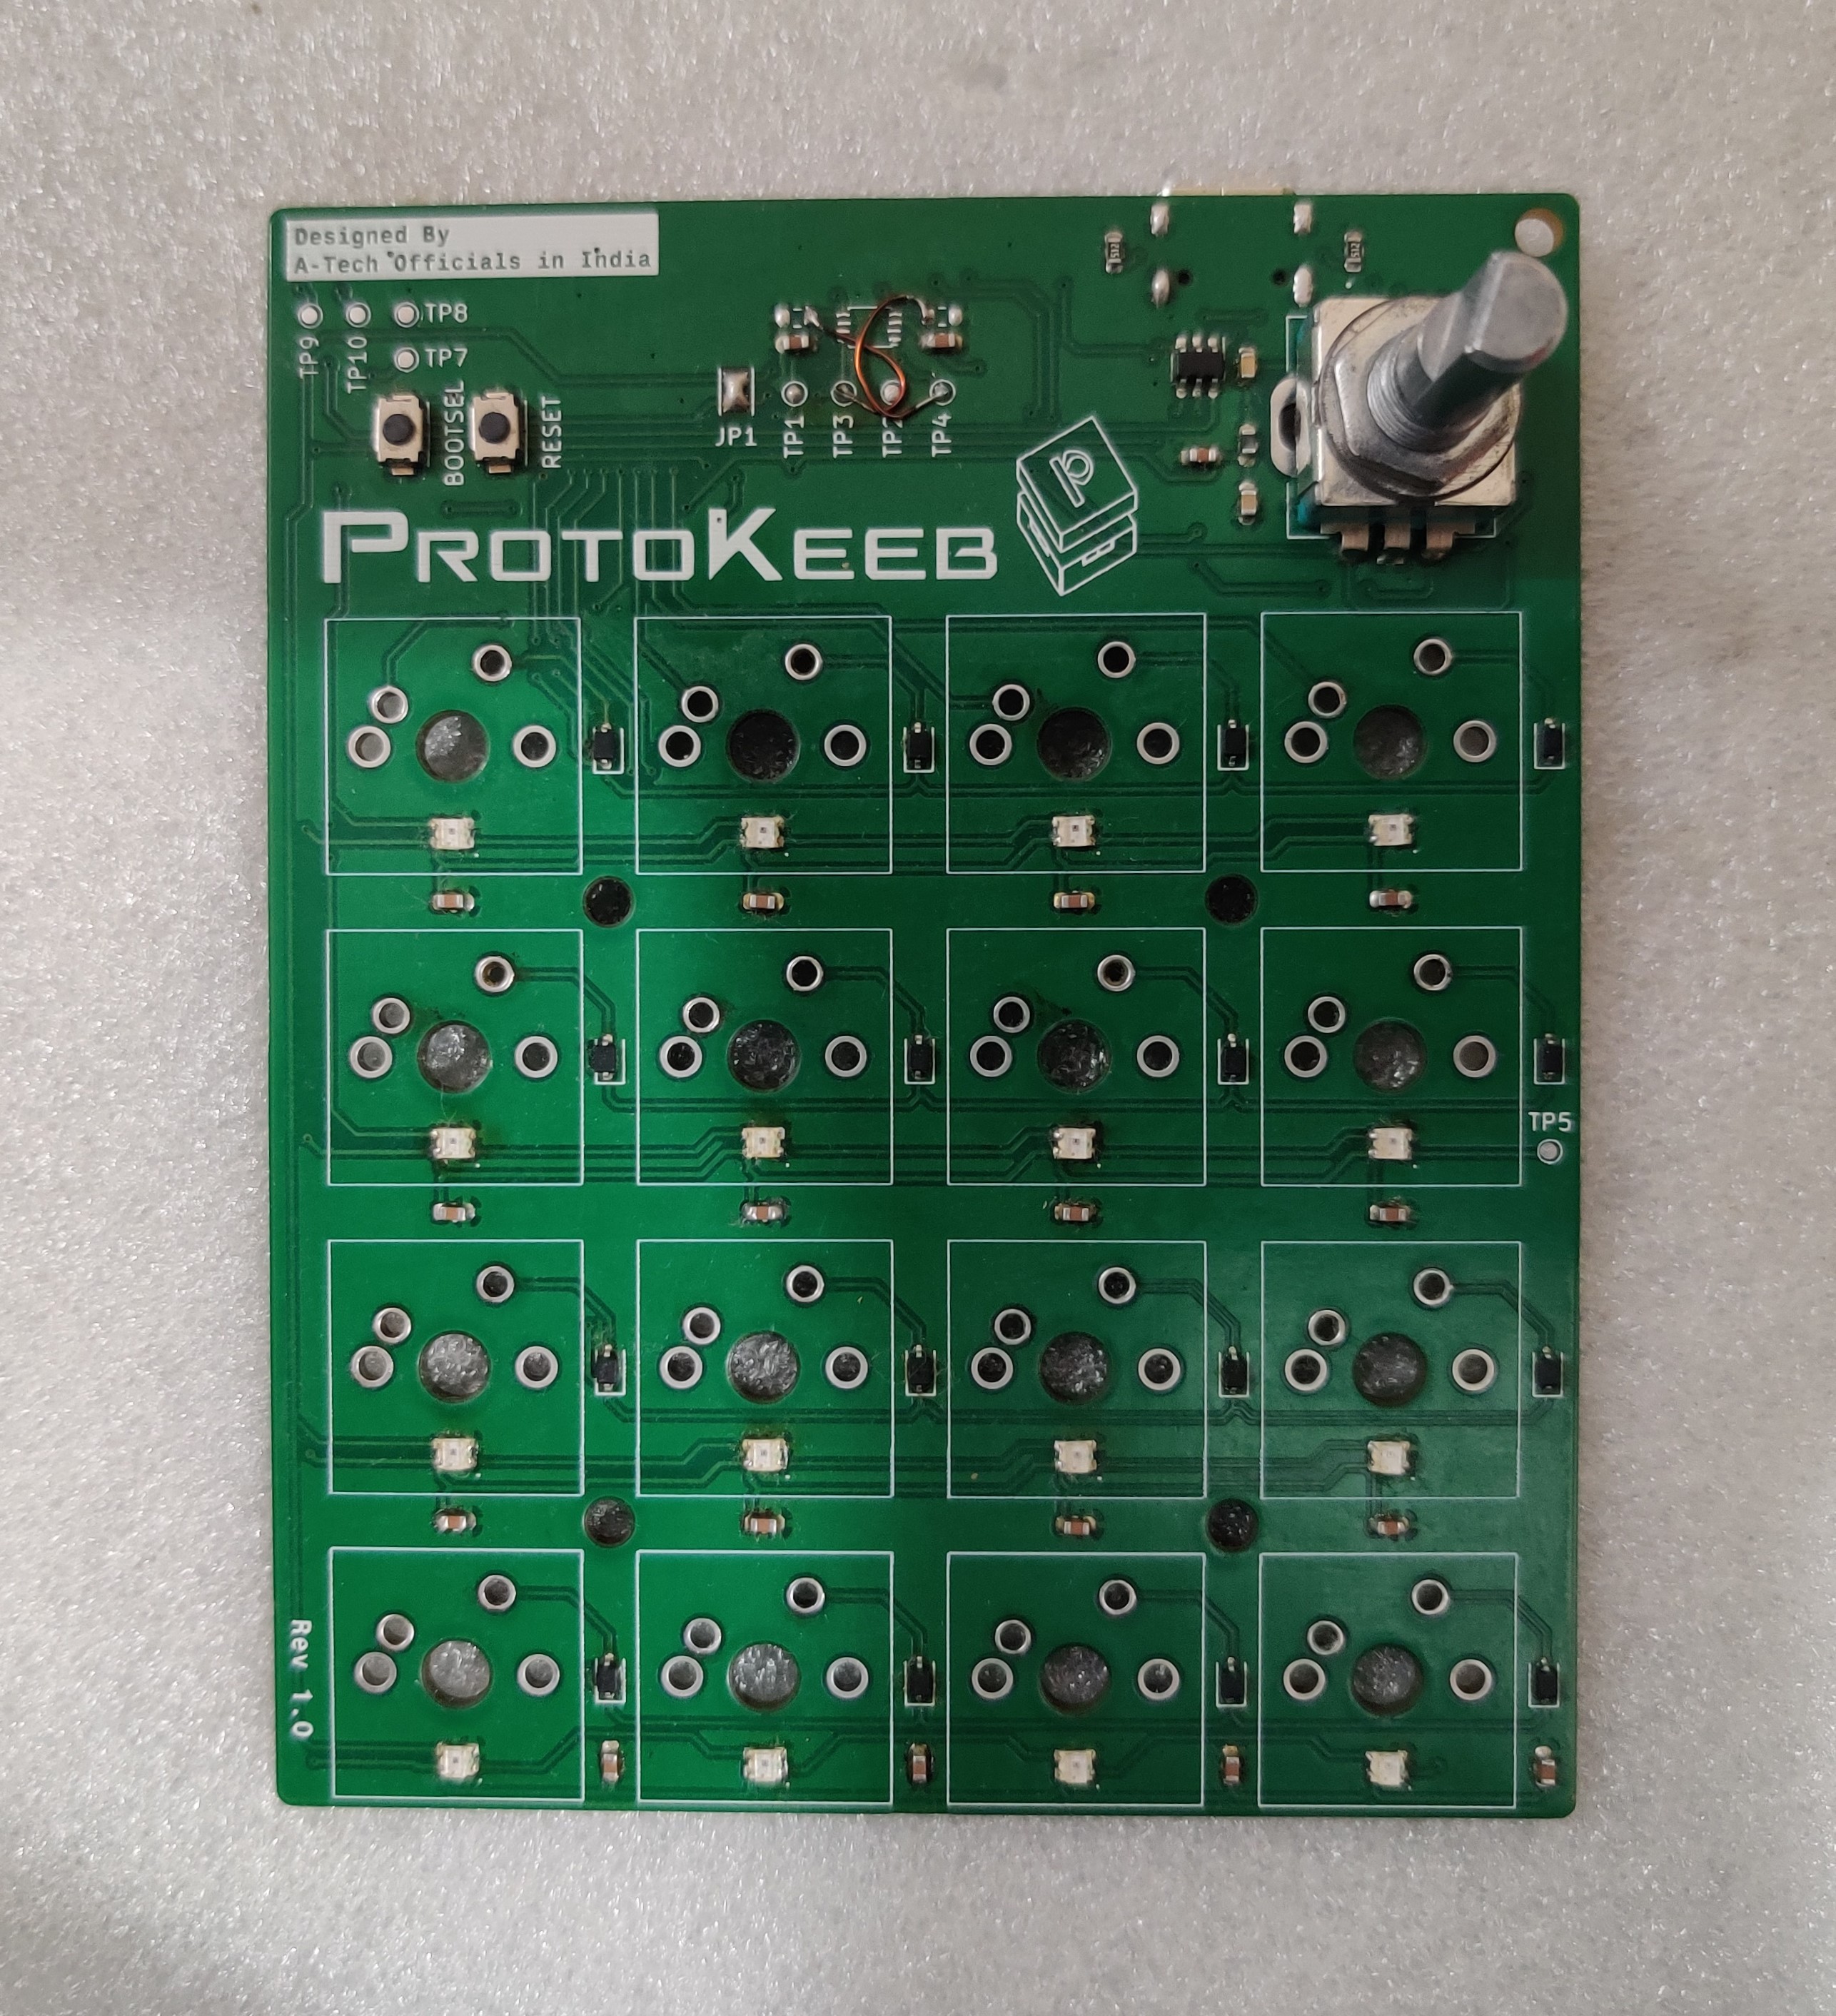 Designed By
A-Tech Officials in India
TP9
TP10
TP8
TP7
BOOTSEL
RESET
JP1
TP1
TP3
TP2
TP4
PROTOKEEB
TP5
Rev 1.0